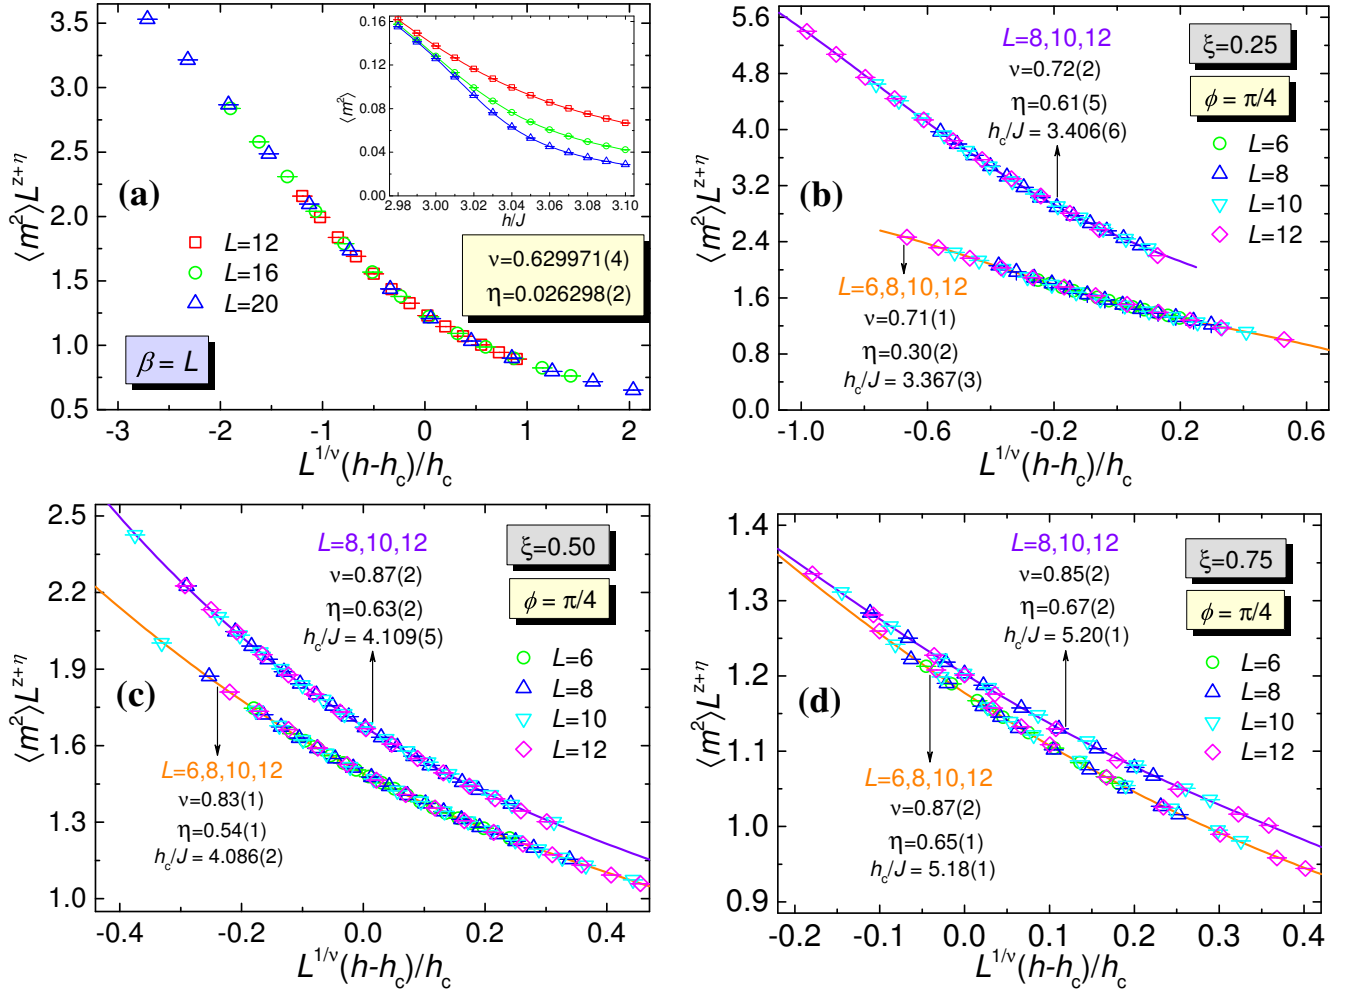 (a)
⟨m²⟩L^{z+η}
3.5
3.0
2.5
2.0
1.5
1.0
0.5
-3
-2
-1
0
1
2
L^{1/ν}(h-h_c)/h_c
L=12
L=16
L=20
β = L
ν=0.629971(4)
η=0.026298(2)
⟨m²⟩
0.16
0.12
0.08
0.04
0.00
2.98
3.00
3.02
3.04
3.06
3.08
3.10
h/J
(b)
⟨m²⟩L^{z+η}
5.6
4.8
4.0
3.2
2.4
1.6
0.8
0.0
-1.0
-0.6
-0.2
0.2
0.6
L^{1/ν}(h-h_c)/h_c
L=8,10,12
ν=0.72(2)
η=0.61(5)
h_c/J = 3.406(6)
ξ=0.25
ϕ = π/4
L=6
L=8
L=10
L=12
L=6,8,10,12
ν=0.71(1)
η=0.30(2)
h_c/J = 3.367(3)
(c)
⟨m²⟩L^{z+η}
2.5
2.2
1.9
1.6
1.3
1.0
-0.4
-0.2
0.0
0.2
0.4
L^{1/ν}(h-h_c)/h_c
L=8,10,12
ν=0.87(2)
η=0.63(2)
h_c/J = 4.109(5)
ξ=0.50
ϕ = π/4
L=6
L=8
L=10
L=12
L=6,8,10,12
ν=0.83(1)
η=0.54(1)
h_c/J = 4.086(2)
(d)
⟨m²⟩L^{z+η}
1.4
1.3
1.2
1.1
1.0
0.9
-0.2
-0.1
0.0
0.1
0.2
0.3
0.4
L^{1/ν}(h-h_c)/h_c
L=8,10,12
ν=0.85(2)
η=0.67(2)
h_c/J = 5.20(1)
ξ=0.75
ϕ = π/4
L=6
L=8
L=10
L=12
L=6,8,10,12
ν=0.87(2)
η=0.65(1)
h_c/J = 5.18(1)